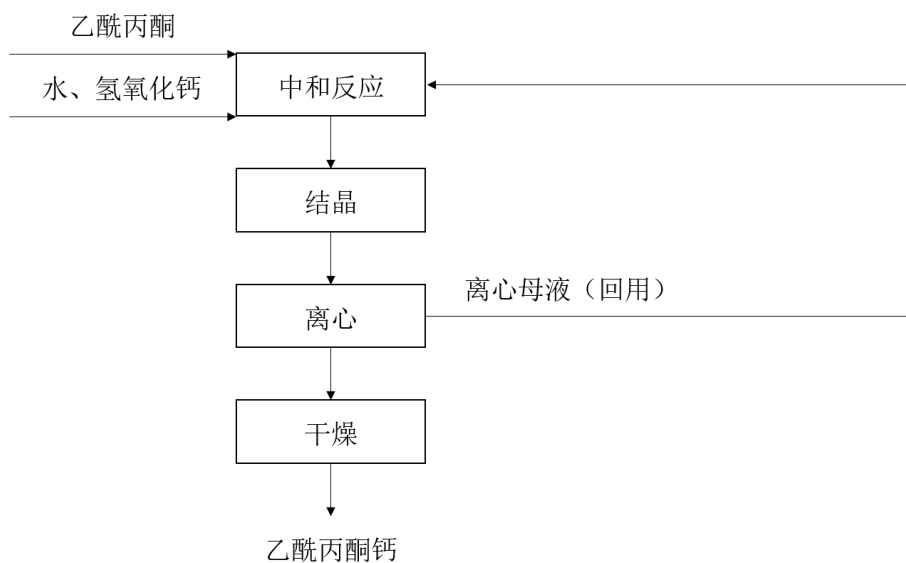 乙酰丙酮
水、氢氧化钙
中和反应
结晶
离心
离心母液（回用）
干燥
乙酰丙酮钙